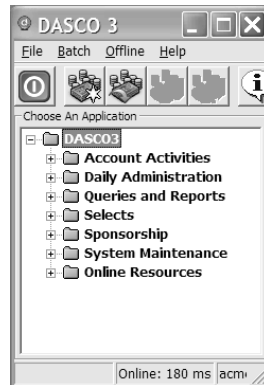 DASCO 3
File Batch Offline Help
Choose An Application
DASCO3
Account Activities
Daily Administration
Queries and Reports
Selects
Sponsorship
System Maintenance
Online Resources
Online: 180 ms acm